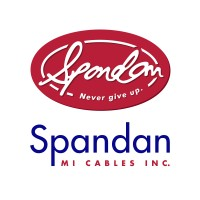 Spandan
Never give up.
Spandan
MI CABLES INC.